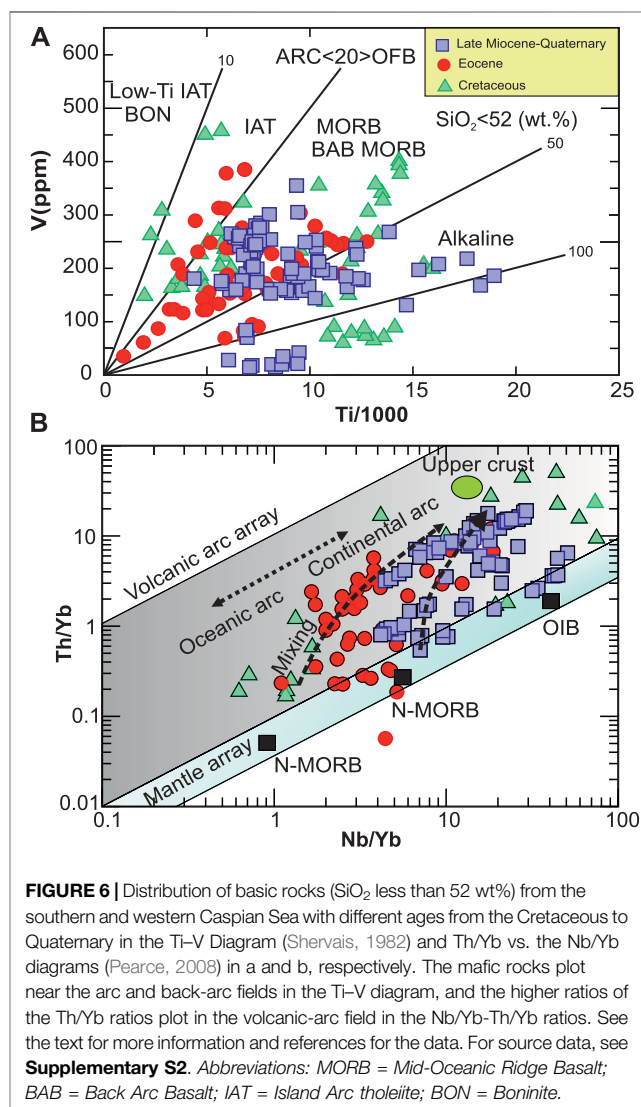 A
600
500
400
300
200
100
0
V(ppm)
Low-Ti IAT
BON
10
IAT
ARC<20>OFB
MORB
BAB MORB
Late Miocene-Quaternary
Eocene
Cretaceous
SiO2<52 (wt.%)
50
Alkaline
100
0
5
10
15
20
25
Ti/1000
B
100
10
1
0.1
0.01
Th/Yb
Volcanic arc array
Oceanic arc
Continental arc
Upper crust
Mixing
OIB
N-MORB
N-MORB
Mantle array
0.1
1
10
100
Nb/Yb
FIGURE 6 | Distribution of basic rocks (SiO2 less than 52 wt%) from the
southern and western Caspian Sea with different ages from the Cretaceous to
Quaternary in the Ti–V Diagram (Shervais, 1982) and Th/Yb vs. the Nb/Yb
diagrams (Pearce, 2008) in a and b, respectively. The mafic rocks plot
near the arc and back-arc fields in the Ti–V diagram, and the higher ratios of
the Th/Yb ratios plot in the volcanic-arc field in the Nb/Yb-Th/Yb ratios. See
the text for more information and references for the data. For source data, see
Supplementary S2. Abbreviations: MORB = Mid-Oceanic Ridge Basalt;
BAB = Back Arc Basalt; IAT = Island Arc tholeiite; BON = Boninite.